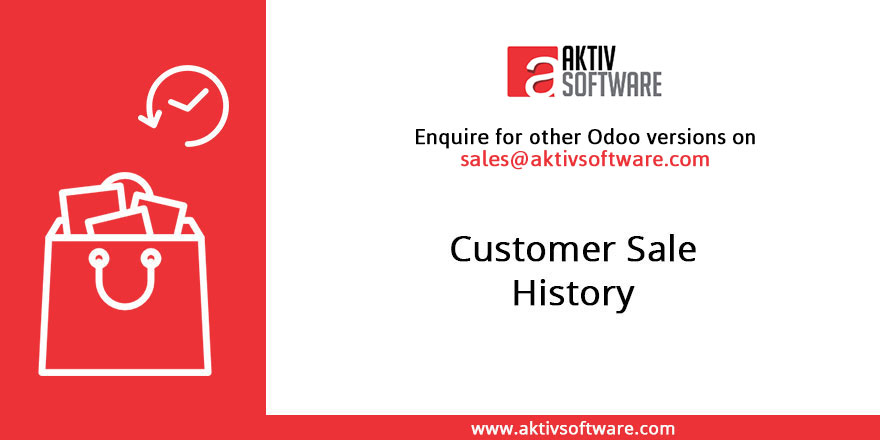 a AKTIV
SOFTWARE
Enquire for other Odoo versions on
sales@aktivsoftware.com
Customer Sale
History
www.aktivsoftware.com